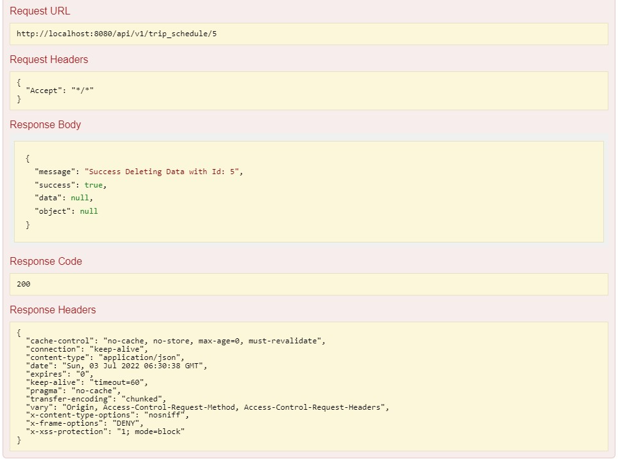 Request URL
http://localhost:8080/api/v1/trip_schedule/5
Request Headers
{
"Accept": "*/*"
}
Response Body
{
"message": "Success Deleting Data with Id: 5",
"success": true,
"data": null,
"object": null
}
Response Code
200
Response Headers
{
"cache-control": "no-cache, no-store, max-age=0, must-revalidate",
"connection": "keep-alive",
"content-type": "application/json",
"date": "Sun, 03 Jul 2022 06:30:38 GMT",
"expires": "0",
"keep-alive": "timeout=60",
"pragma": "no-cache",
"transfer-encoding": "chunked",
"vary": "Origin, Access-Control-Request-Method, Access-Control-Request-Headers",
"x-content-type-options": "nosniff",
"x-frame-options": "DENY",
"x-xss-protection": "1; mode=block"
}